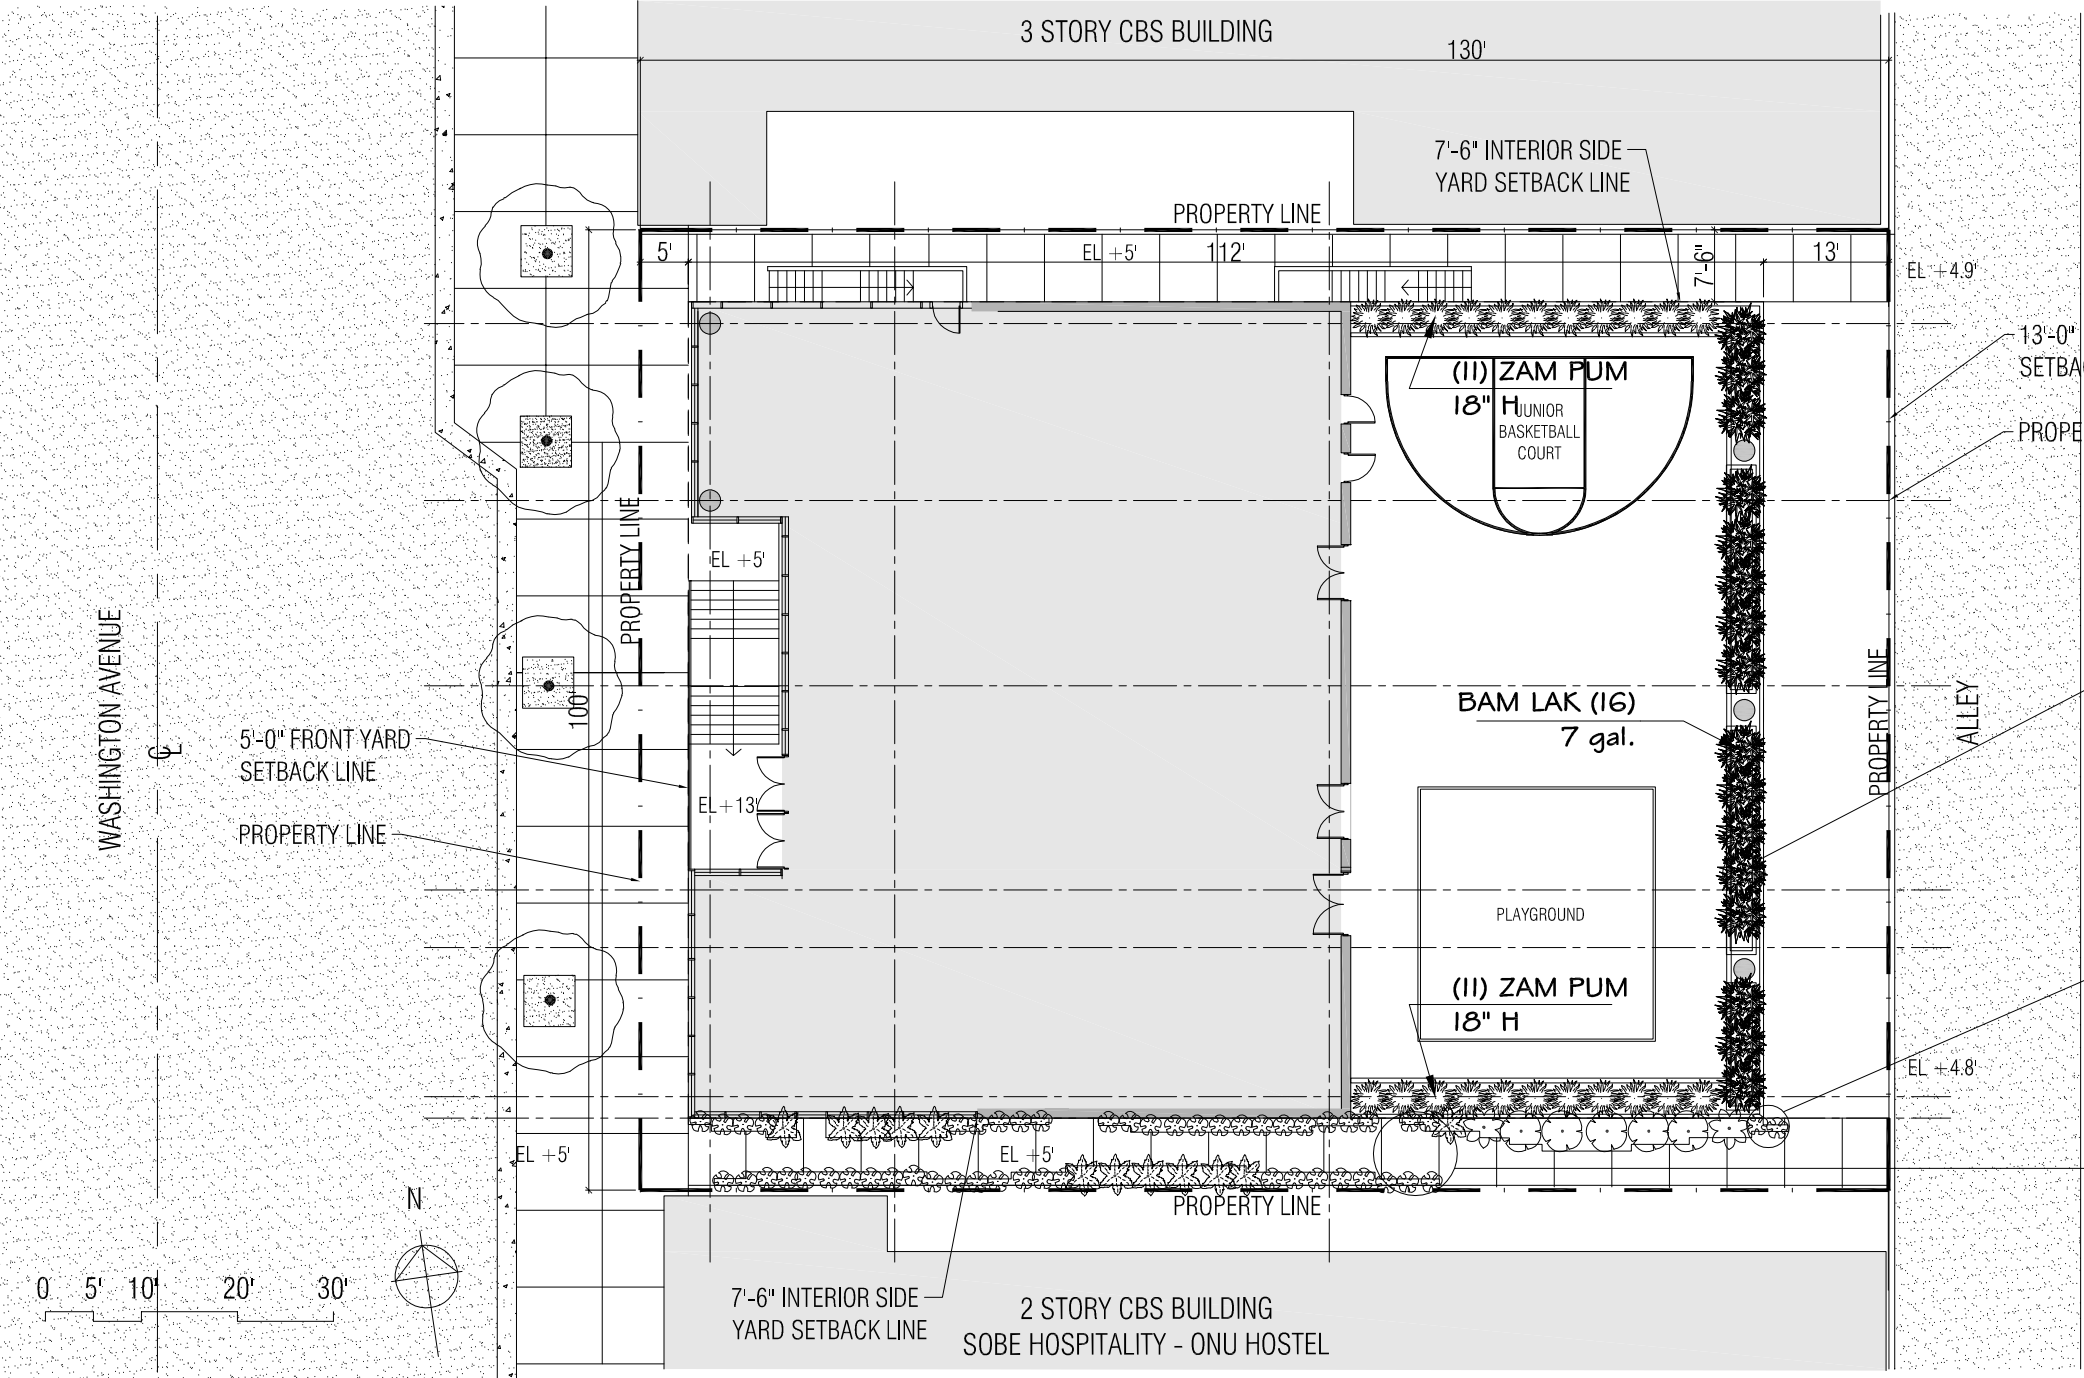 3 STORY CBS BUILDING
130'
7'-6" INTERIOR SIDE
YARD SETBACK LINE
PROPERTY LINE
5'
EL +5'
112'
7'-6"
13'
EL +4.9'
13'-0"
SETBA
PROPE
(11) ZAM PUM
18" H
JUNIOR
BASKETBALL
COURT
PROPERTY LINE
EL +5'
WASHINGTON AVENUE
CL
100'
5'-0" FRONT YARD
SETBACK LINE
PROPERTY LINE
EL +13'
BAM LAK (16)
7 gal.
PROPERTY LINE
ALLEY
PLAYGROUND
(11) ZAM PUM
18" H
EL +4.8'
EL +5'
EL +5'
PROPERTY LINE
N
0 5' 10' 20' 30'
7'-6" INTERIOR SIDE
YARD SETBACK LINE
2 STORY CBS BUILDING
SOBE HOSPITALITY - ONU HOSTEL